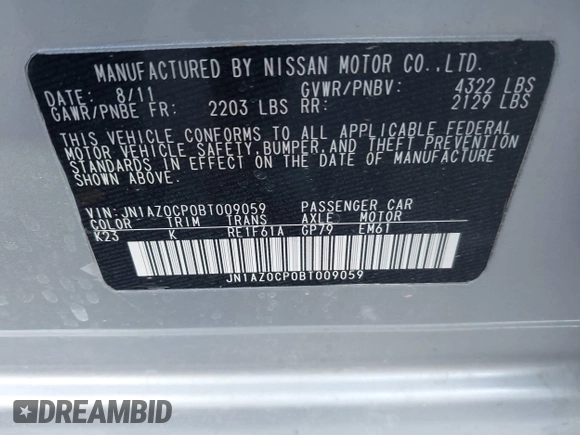 MANUFACTURED BY NISSAN MOTOR CO.,LTD.
DATE: 8/11 GVWR/PNBV: 4322 LBS
GAWR/PNBE FR: 2203 LBS RR: 2129 LBS
THIS VEHICLE CONFORMS TO ALL APPLICABLE FEDERAL
MOTOR VEHICLE SAFETY,BUMPER,AND THEFT PREVENTION
STANDARDS IN EFFECT ON THE DATE OF MANUFACTURE
SHOWN ABOVE.
VIN:JN1AZ0CP0BT009059 PASSENGER CAR
COLOR TRIM TRANS AXLE MOTOR
K23 K RE1F61A GP79 EM61
JN1AZ0CP0BT009059
DREAMBID